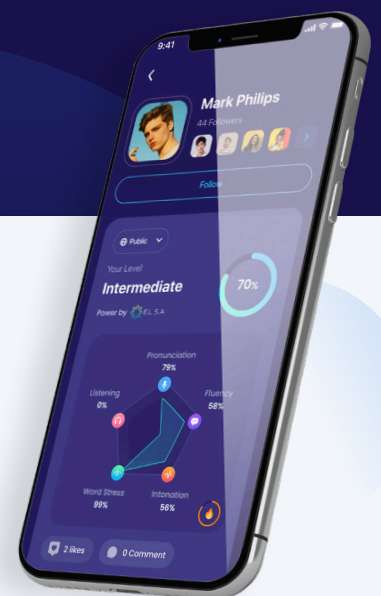 9:41
Mark Philips
44 Followers
Follow
Public
Your Level
Intermediate
70%
Power by ELSA
Pronunciation
79%
Listening
0%
Fluency
58%
Word Stress
99%
Intonation
56%
2 likes
0 Comment